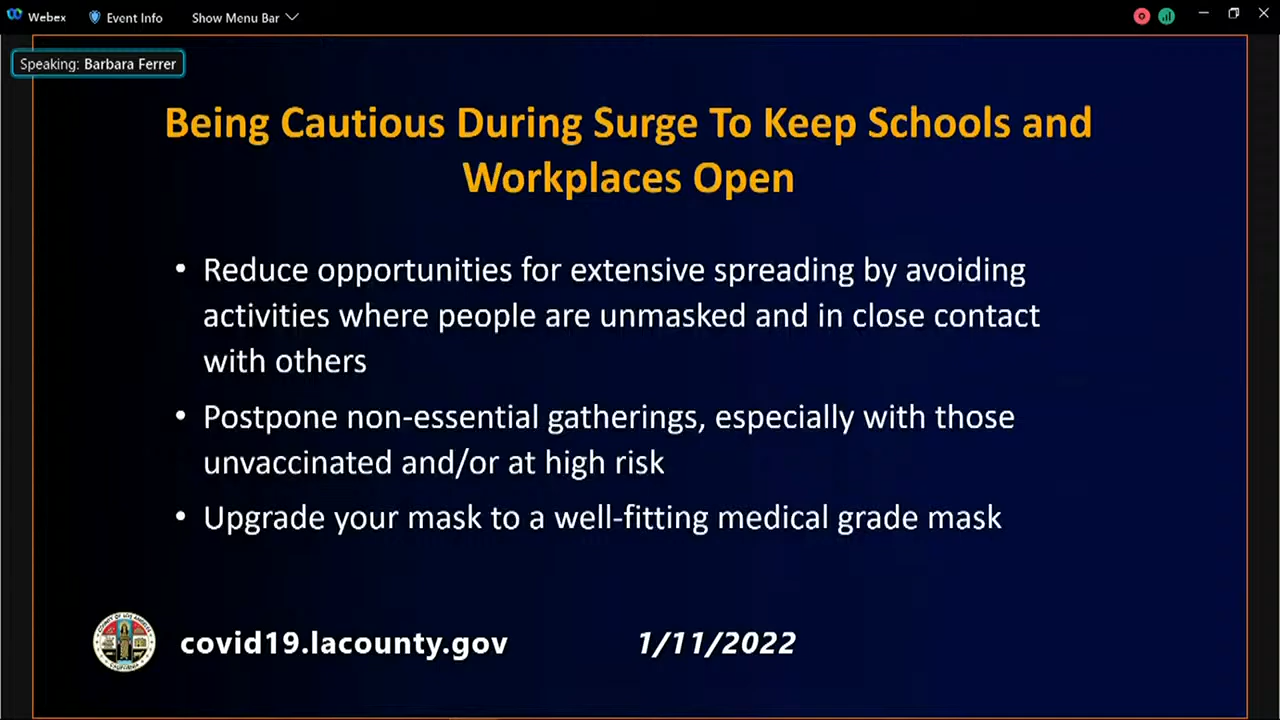 Webex Event Info Show Menu Bar
Speaking: Barbara Ferrer
Being Cautious During Surge To Keep Schools and
Workplaces Open
• Reduce opportunities for extensive spreading by avoiding
activities where people are unmasked and in close contact
with others
• Postpone non-essential gatherings, especially with those
unvaccinated and/or at high risk
• Upgrade your mask to a well-fitting medical grade mask
covid19.lacounty.gov 1/11/2022